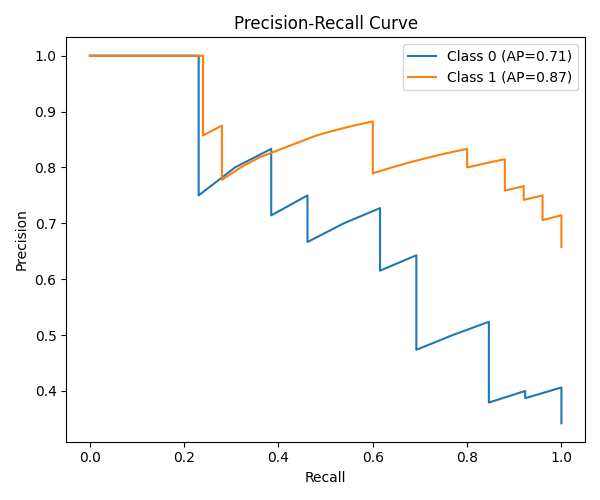 Precision-Recall Curve
Class 0 (AP=0.71)
Class 1 (AP=0.87)
Precision
1.0
0.9
0.8
0.7
0.6
0.5
0.4
0.0 0.2 0.4 0.6 0.8 1.0
Recall